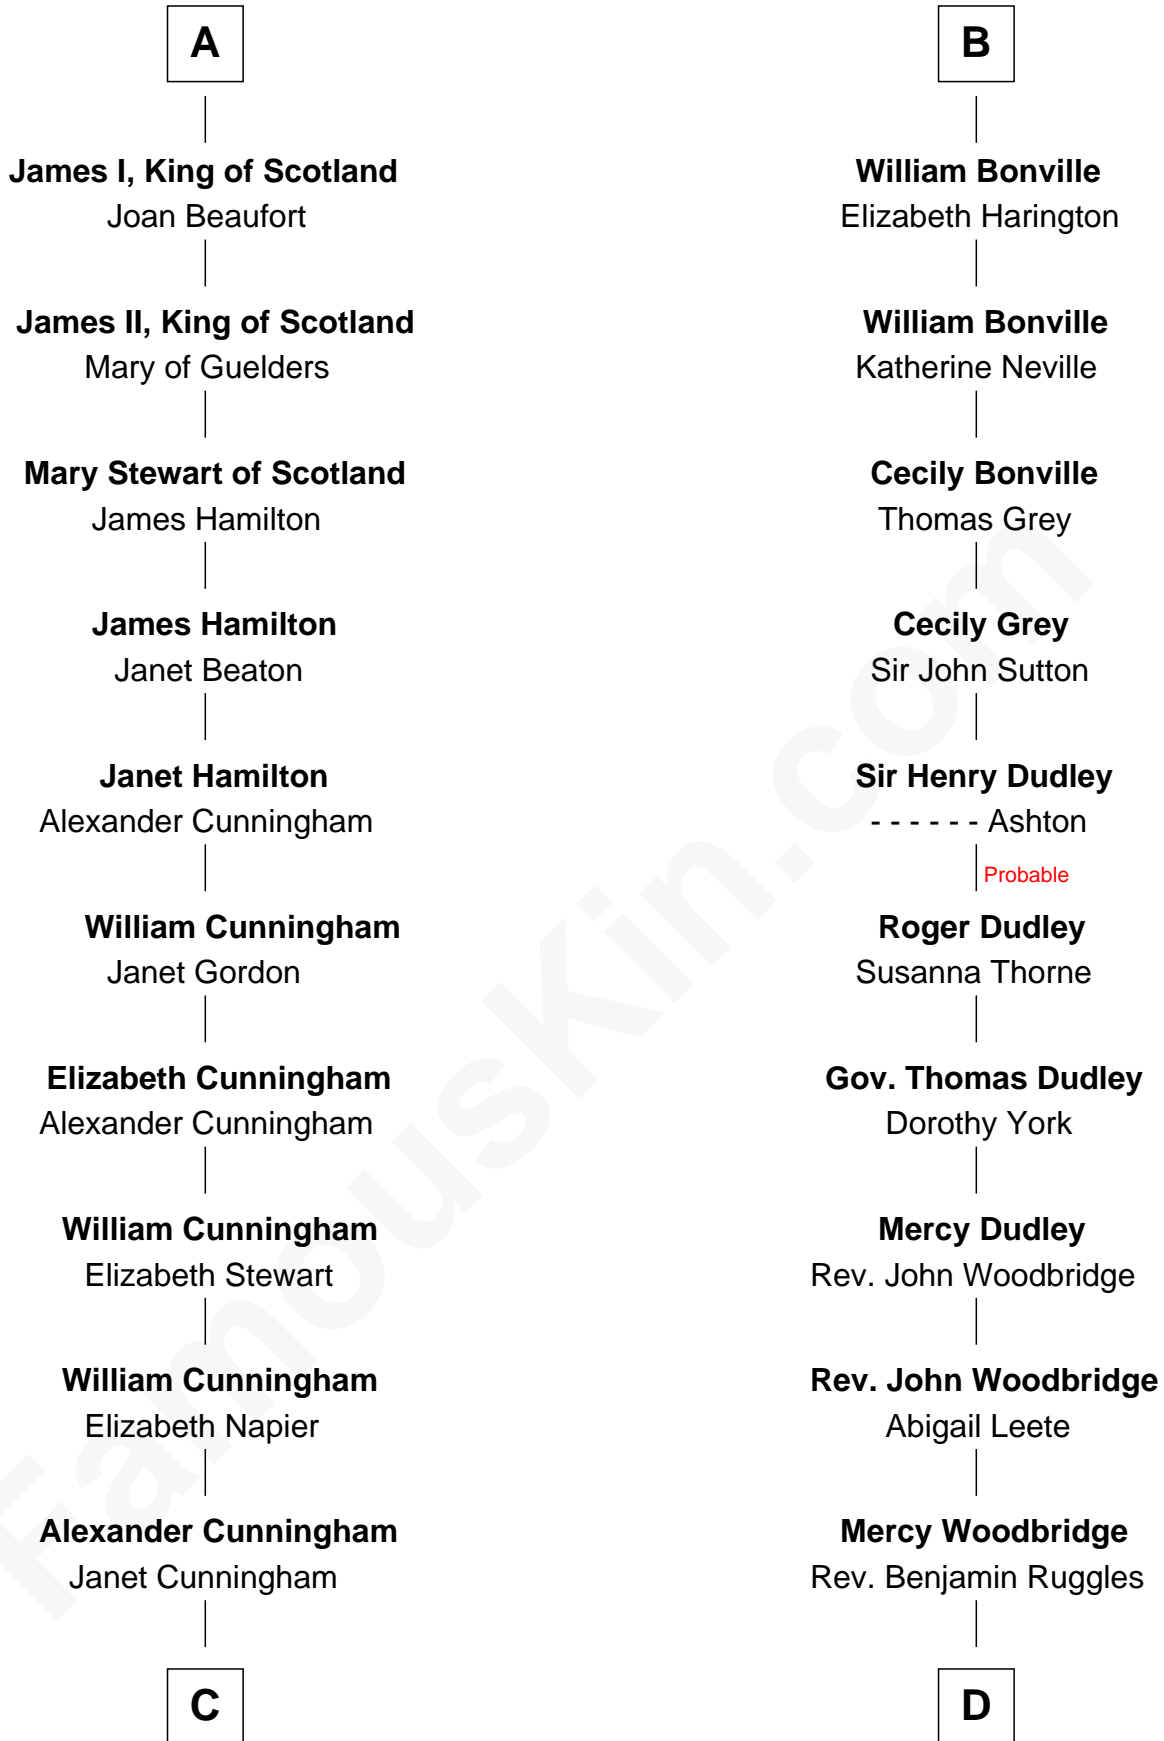 A
James I, King of Scotland
Joan Beaufort
James II, King of Scotland
Mary of Guelders
Mary Stewart of Scotland
James Hamilton
James Hamilton
Janet Beaton
Janet Hamilton
Alexander Cunningham
William Cunningham
Janet Gordon
Elizabeth Cunningham
Alexander Cunningham
William Cunningham
Elizabeth Stewart
William Cunningham
Elizabeth Napier
Alexander Cunningham
Janet Cunningham
C
B
William Bonville
Elizabeth Harington
William Bonville
Katherine Neville
Cecily Bonville
Thomas Grey
Cecily Grey
Sir John Sutton
Sir Henry Dudley
- - - - - - Ashton
Probable
Roger Dudley
Susanna Thorne
Gov. Thomas Dudley
Dorothy York
Mercy Dudley
Rev. John Woodbridge
Rev. John Woodbridge
Abigail Leete
Mercy Woodbridge
Rev. Benjamin Ruggles
D
FamousKin.com